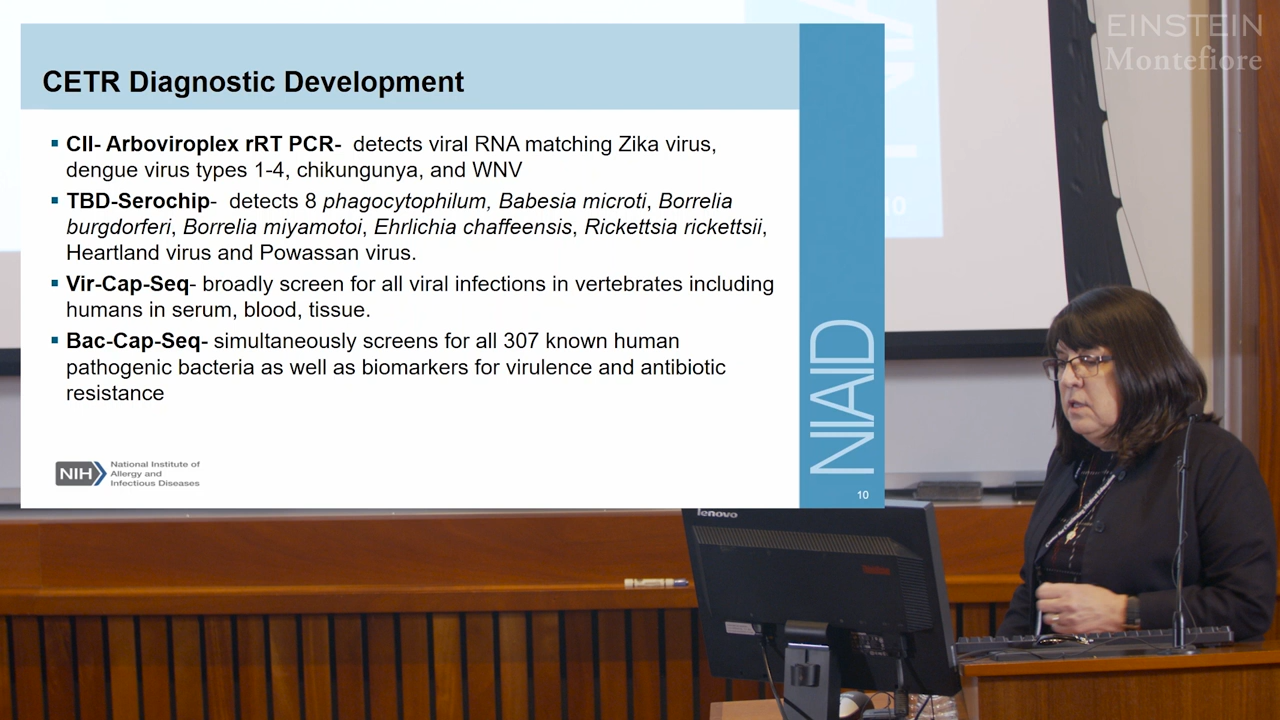 EINSTEIN
Montefiore
CETR Diagnostic Development
▪ CII- Arboviroplex rRT PCR- detects viral RNA matching Zika virus,
dengue virus types 1-4, chikungunya, and WNV
▪ TBD-Serochip- detects 8 phagocytophilum, Babesia microti, Borrelia
burgdorferi, Borrelia miyamotoi, Ehrlichia chaffeensis, Rickettsia rickettsii,
Heartland virus and Powassan virus.
▪ Vir-Cap-Seq- broadly screen for all viral infections in vertebrates including
humans in serum, blood, tissue.
▪ Bac-Cap-Seq- simultaneously screens for all 307 known human
pathogenic bacteria as well as biomarkers for virulence and antibiotic
resistance
NIAID
NIH
National Institute of
Allergy and
Infectious Diseases
10
lenovo